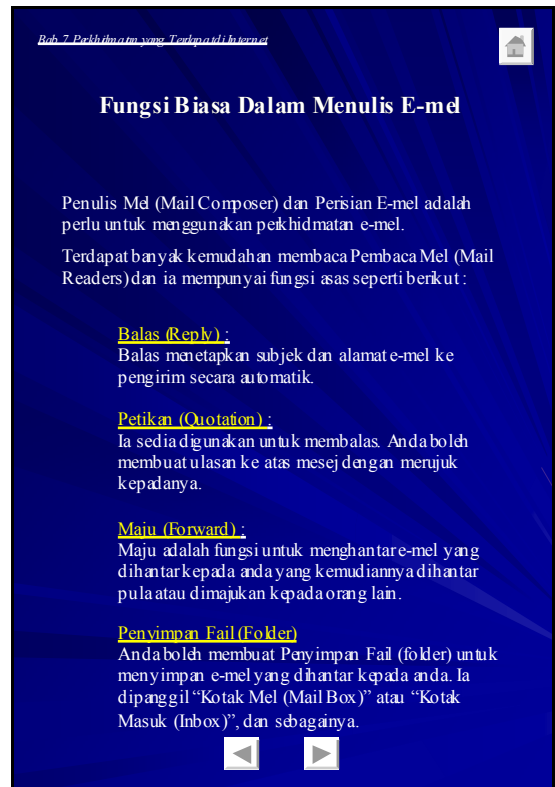 Bab 7 Perkhidmatan yang Terdapat di Internet
Fungsi Biasa Dalam Menulis E-mel
Penulis Mel (Mail Composer) dan Perisian E-mel adalah
perlu untuk menggunakan perkhidmatan e-mel.
Terdapat banyak kemudahan membaca Pembaca Mel (Mail
Readers) dan ia mempunyai fungsi asas seperti berikut :
Balas (Reply) :
Balas menetapkan subjek dan alamat e-mel ke
pengirim secara automatik.
Petikan (Quotation) :
Ia sedia digunakan untuk membalas. Anda boleh
membuat ulasan ke atas mesej dengan merujuk
kepadanya.
Maju (Forward) :
Maju adalah fungsi untuk menghantar e-mel yang
dihantar kepada anda yang kemudiannya dihantar
pula atau dimajukan kepada orang lain.
Penyimpan Fail (Folder)
Anda boleh membuat Penyimpan Fail (folder) untuk
menyimpan e-mel yang dihantar kepada anda. Ia
dipanggil “Kotak Mel (Mail Box)” atau “Kotak
Masuk (Inbox)”, dan sebagainya.